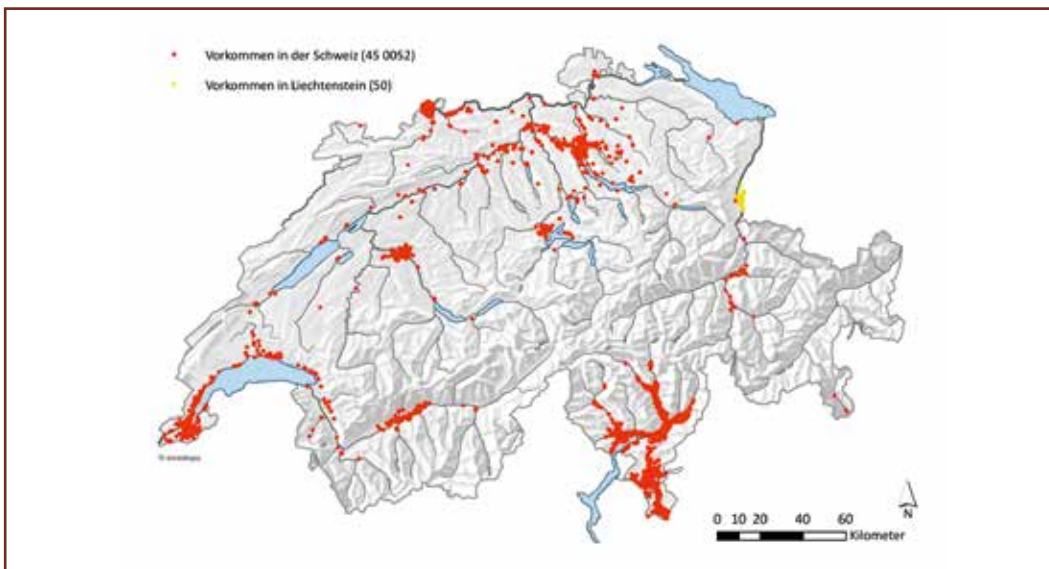 Vorkommen in der Schweiz (45 0052)
Vorkommen in Liechtenstein (50)
N
0 10 20 40 60
Kilometer